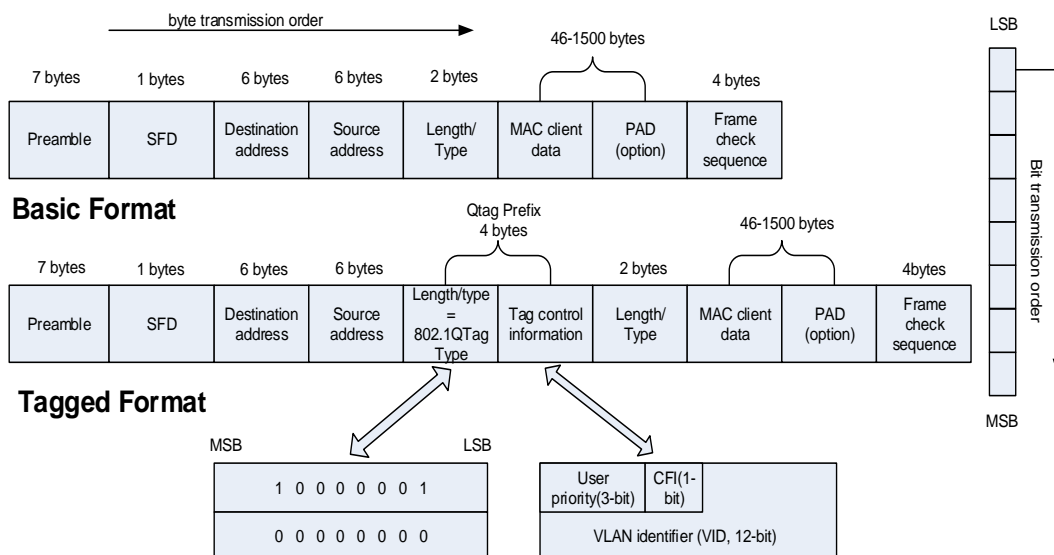 byte transmission order
46-1500 bytes
LSB
7 bytes
1 bytes
6 bytes
6 bytes
2 bytes
4 bytes
Preamble
SFD
Destination
address
Source
address
Length/
Type
MAC client
data
PAD
(option)
Frame
check
sequence
Bit transmission order
Basic Format
Qtag Prefix
4 bytes
46-1500 bytes
7 bytes
1 bytes
6 bytes
6 bytes
2 bytes
4bytes
Preamble
SFD
Destination
address
Source
address
Length/type
=
802.1QTag
Type
Tag control
information
Length/
Type
MAC client
data
PAD
(option)
Frame
check
sequence
Tagged Format
MSB
MSB
LSB
1 0 0 0 0 0 0 1
0 0 0 0 0 0 0 0
User
priority(3-bit)
CFI(1-
bit)
VLAN identifier (VID, 12-bit)